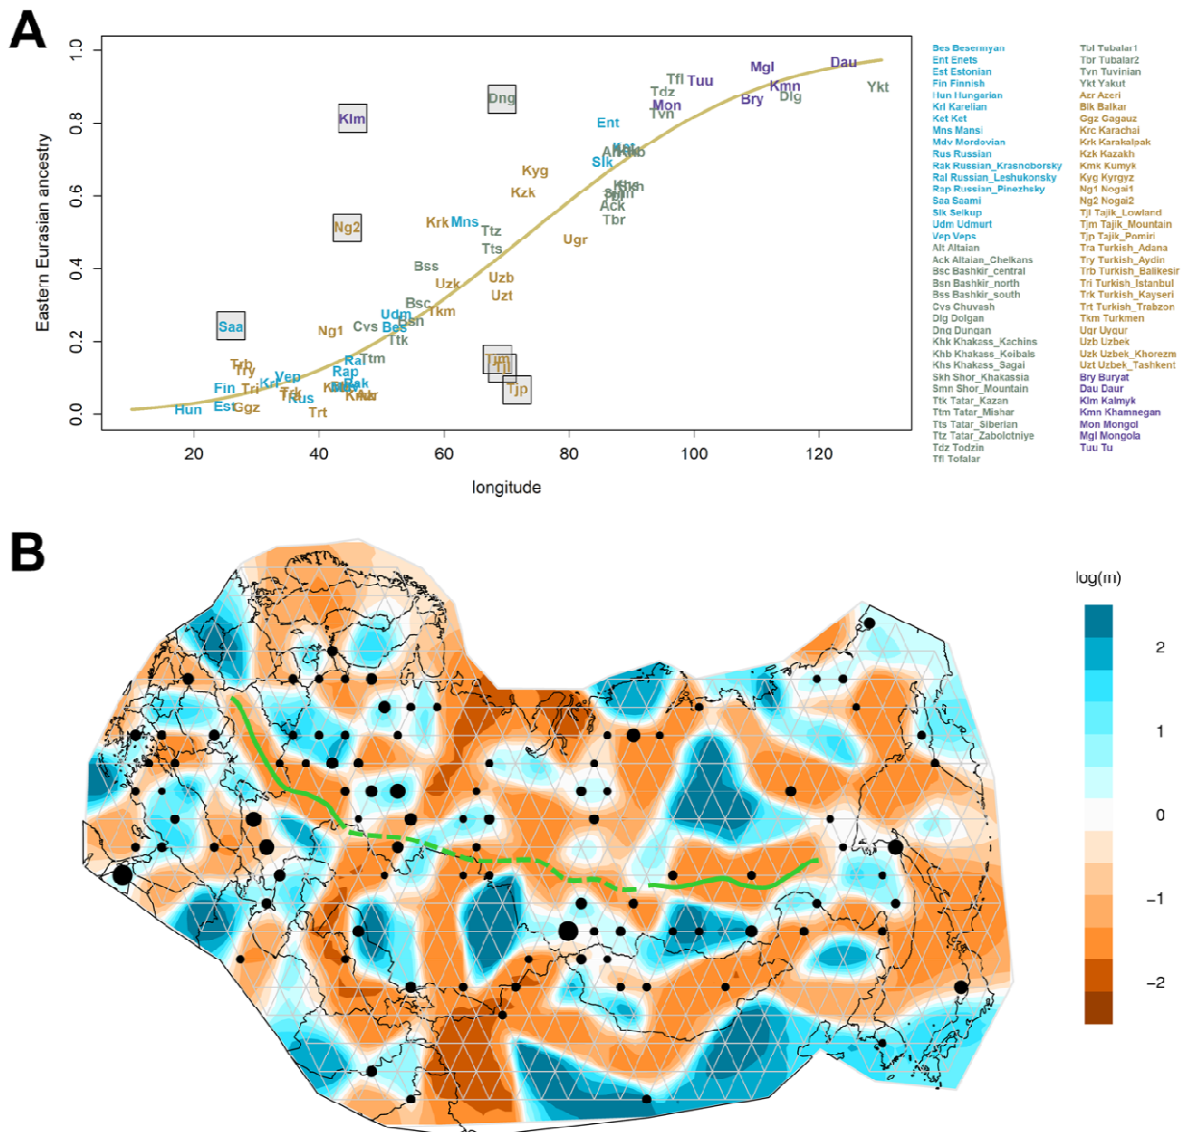 A
Eastern Eurasian ancestry
0.0
0.2
0.4
0.6
0.8
1.0
20
40
60
80
100
120
longitude
Klm
Dng
Ng2
Saa
Tjp
Hun
Fin
Est
Ggz
Try
Tri
Vep
Rus
Trt
Ng1
Ral
Rap
Rak
Cvs
Ttm
Ttk
Udm
Bes
Bsn
Bsc
Bss
Tkm
Uzk
Krk
Mns
Ttz
Tts
Uzb
Uzt
Kyg
Kzk
Ugr
Ent
Slk
Ack
Tbr
Tfl
Tuu
Tdz
Mon
Tvn
Mgl
Kmn
Bry
Dlg
Dau
Ykt
Bes Besermyan
Ent Enets
Est Estonian
Fin Finnish
Hun Hungarian
Krl Karelian
Ket Ket
Mns Mansi
Mdv Mordovian
Rus Russian
Rak Russian_Krasnoborsky
Ral Russian_Leshukonsky
Rap Russian_Pinezhsky
Saa Saami
Slk Selkup
Udm Udmurt
Vep Veps
Alt Altaian
Ack Altaian_Chelkans
Bsc Bashkir_central
Bsn Bashkir_north
Bss Bashkir_south
Cvs Chuvash
Dlg Dolgan
Dng Dungan
Khk Khakass_Kachins
Khb Khakass_Koibals
Khs Khakass_Sagai
Skh Shor_Khakassia
Smn Shor_Mountain
Ttk Tatar_Kazan
Ttm Tatar_Mishar
Tts Tatar_Siberian
Ttz Tatar_Zabolotniye
Tdz Todzin
Tfl Tofalar
Tbl Tubalar1
Tbr Tubalar2
Tvn Tuvinian
Ykt Yakut
Azr Azeri
Blk Balkar
Ggz Gagauz
Krc Karachai
Krk Karakalpak
Kzk Kazakh
Kmk Kumyk
Kyg Kyrgyz
Ng1 Nogai1
Ng2 Nogai2
Tjl Tajik_Lowland
Tjm Tajik_Mountain
Tjp Tajik_Pomiri
Tra Turkish_Adana
Try Turkish_Aydin
Trb Turkish_Balikesir
Tri Turkish_Istanbul
Trk Turkish_Kayseri
Trt Turkish_Trabzon
Tkm Turkmen
Ugr Uygur
Uzb Uzbek
Uzk Uzbek_Khorezm
Uzt Uzbek_Tashkent
Bry Buryat
Dau Daur
Klm Kalmyk
Kmn Khamnegan
Mon Mongol
Mgl Mongola
Tuu Tu
B
log(m)
2
1
0
−1
−2